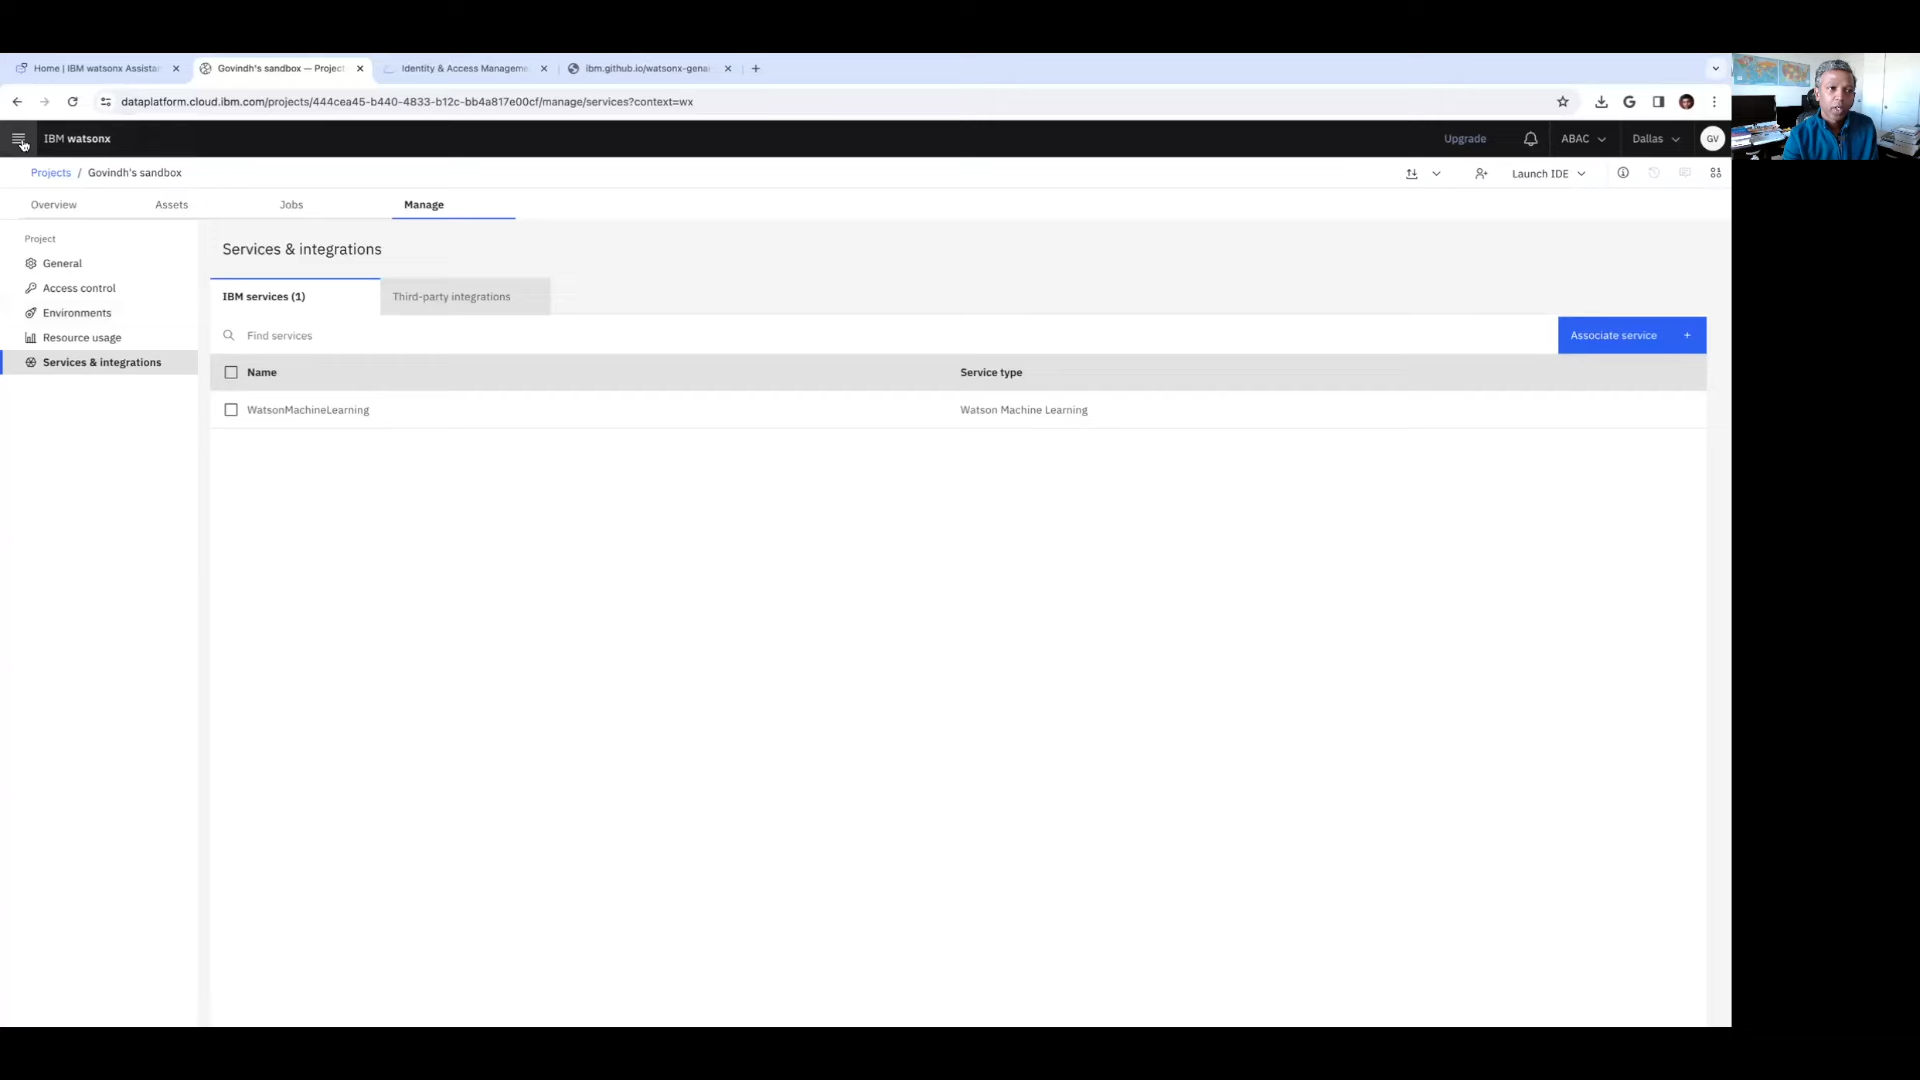 Home | IBM watsonx Assistan
Govindh's sandbox — Project
Identity & Access Manageme
ibm.github.io/watsonx-genai
dataplatform.cloud.ibm.com/projects/444cea45-b440-4833-b12c-bb4a817e00cf/manage/services?context=wx
IBM watsonx
Upgrade
ABAC
Dallas
GV
Projects / Govindh's sandbox
Launch IDE
Overview
Assets
Jobs
Manage
Project
General
Access control
Environments
Resource usage
Services & integrations
Services & integrations
IBM services (1)
Third-party integrations
Find services
Associate service +
Name
Service type
WatsonMachineLearning
Watson Machine Learning